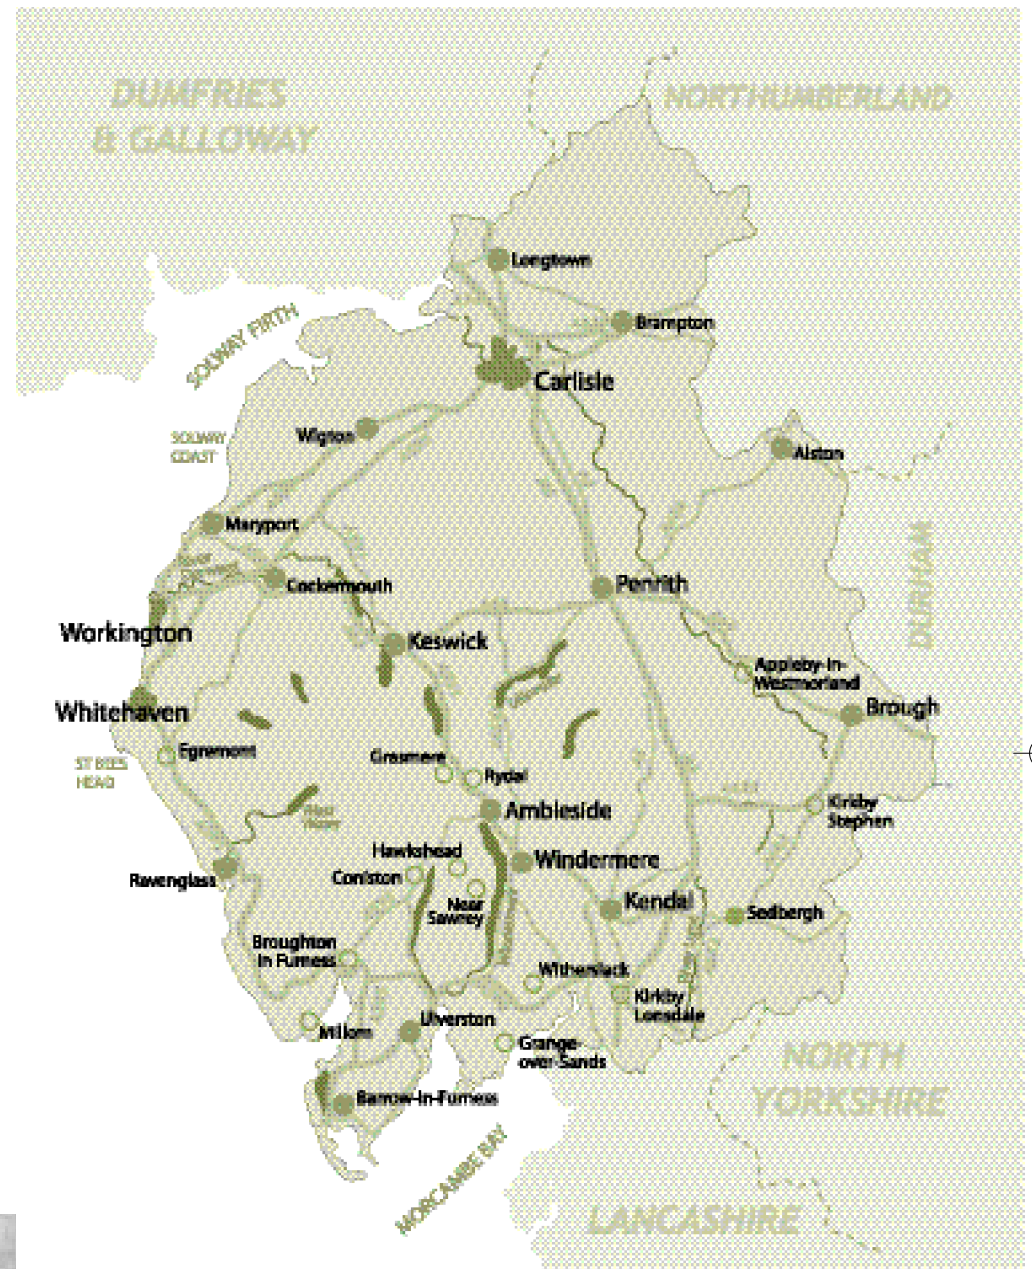 DUMFRIES
& GALLOWAY
NORTHUMBERLAND
Longtown
SOLWAY FIRTH
Brampton
Carlisle
SOLWAY
COAST
Wigton
Alston
Maryport
River
DURHAM
Cockermouth
Penrith
Workington
Keswick
Appleby-in-
Westmorland
Whitehaven
Brough
Egremont
ST BEES
HEAD
Grasmere
Rydal
Kirkby
Stephen
Ambleside
Hawkshead
Windermere
Coniston
Ravenglass
Near
Sawrey
Kendal
Sedbergh
Broughton
in Furness
Witherslack
Kirkby
Lonsdale
Millom
Ulverston
Grange-
over-Sands
NORTH
YORKSHIRE
Barrow-in-Furness
MORCAMBE BAY
LANCASHIRE